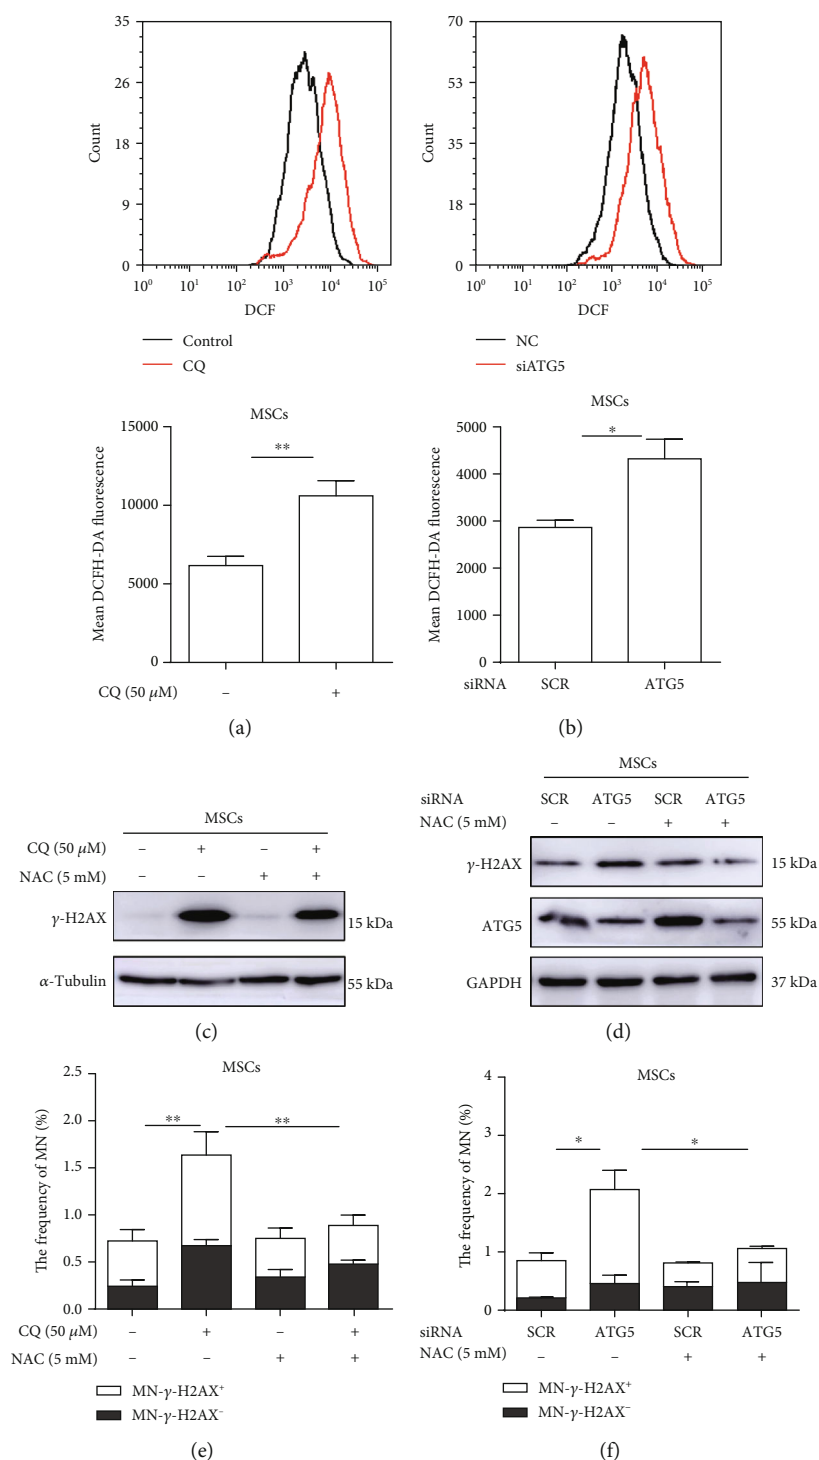 35
26
18
9
0
Count
10⁰ 10¹ 10² 10³ 10⁴ 10⁵
DCF
Control
CQ
70
53
35
18
0
Count
10⁰ 10¹ 10² 10³ 10⁴ 10⁵
DCF
NC
siATG5
MSCs
15000
10000
5000
0
Mean DCFH-DA fluorescence
**
CQ (50 μM) – +
(a)
MSCs
5000
4000
3000
2000
1000
0
Mean DCFH-DA fluorescence
*
siRNA SCR ATG5
(b)
MSCs
CQ (50 μM) – + – +
NAC (5 mM) – – + +
γ-H2AX 15 kDa
α-Tubulin 55 kDa
(c)
MSCs
siRNA SCR ATG5 SCR ATG5
NAC (5 mM) – – + +
γ-H2AX 15 kDa
ATG5 55 kDa
GAPDH 37 kDa
(d)
MSCs
2.5
2.0
1.5
1.0
0.5
0.0
The frequency of MN (%)
** **
CQ (50 μM) – + – +
NAC (5 mM) – – + +
MN-γ-H2AX⁺
MN-γ-H2AX⁻
(e)
MSCs
4
3
2
1
0
The frequency of MN (%)
* *
siRNA SCR ATG5 SCR ATG5
NAC (5 mM) – – + +
MN-γ-H2AX⁺
MN-γ-H2AX⁻
(f)